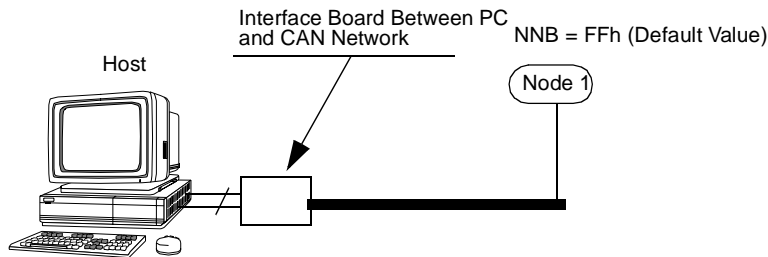 Interface Board Between PC
and CAN Network
NNB = FFh (Default Value)
Host
Node 1